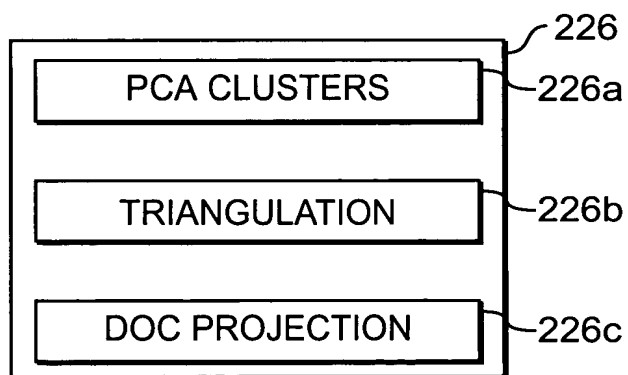 226
PCA CLUSTERS 226a
TRIANGULATION 226b
DOC PROJECTION 226c